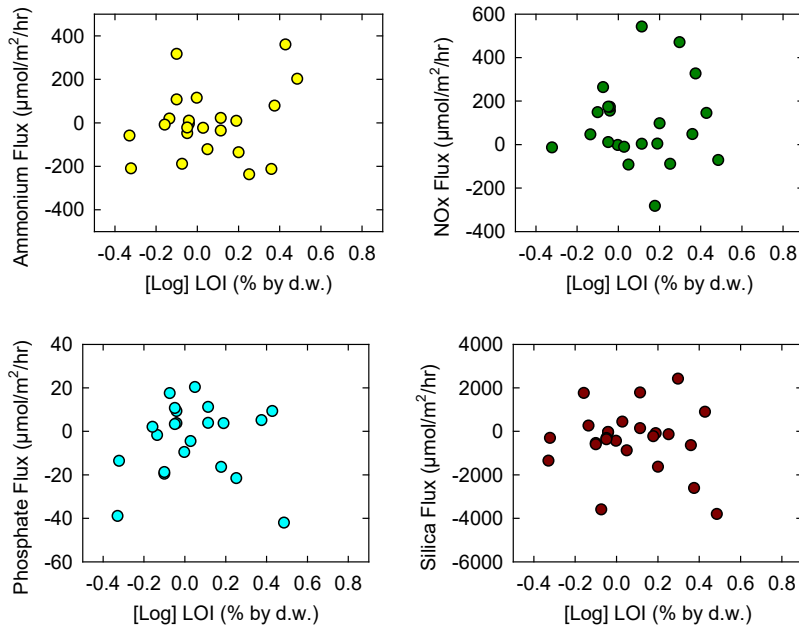 Ammonium Flux (µmol/m²/hr)
400
200
0
-200
-400
-0.4 -0.2 0.0 0.2 0.4 0.6 0.8
[Log] LOI (% by d.w.)
NOx Flux (µmol/m²/hr)
600
400
200
0
-200
-400
-0.4 -0.2 0.0 0.2 0.4 0.6 0.8
[Log] LOI (% by d.w.)
Phosphate Flux (µmol/m²/hr)
40
20
0
-20
-40
-60
-0.4 -0.2 0.0 0.2 0.4 0.6 0.8
[Log] LOI (% by d.w.)
Silica Flux (µmol/m²/hr)
4000
2000
0
-2000
-4000
-6000
-0.4 -0.2 0.0 0.2 0.4 0.6 0.8
[Log] LOI (% by d.w.)